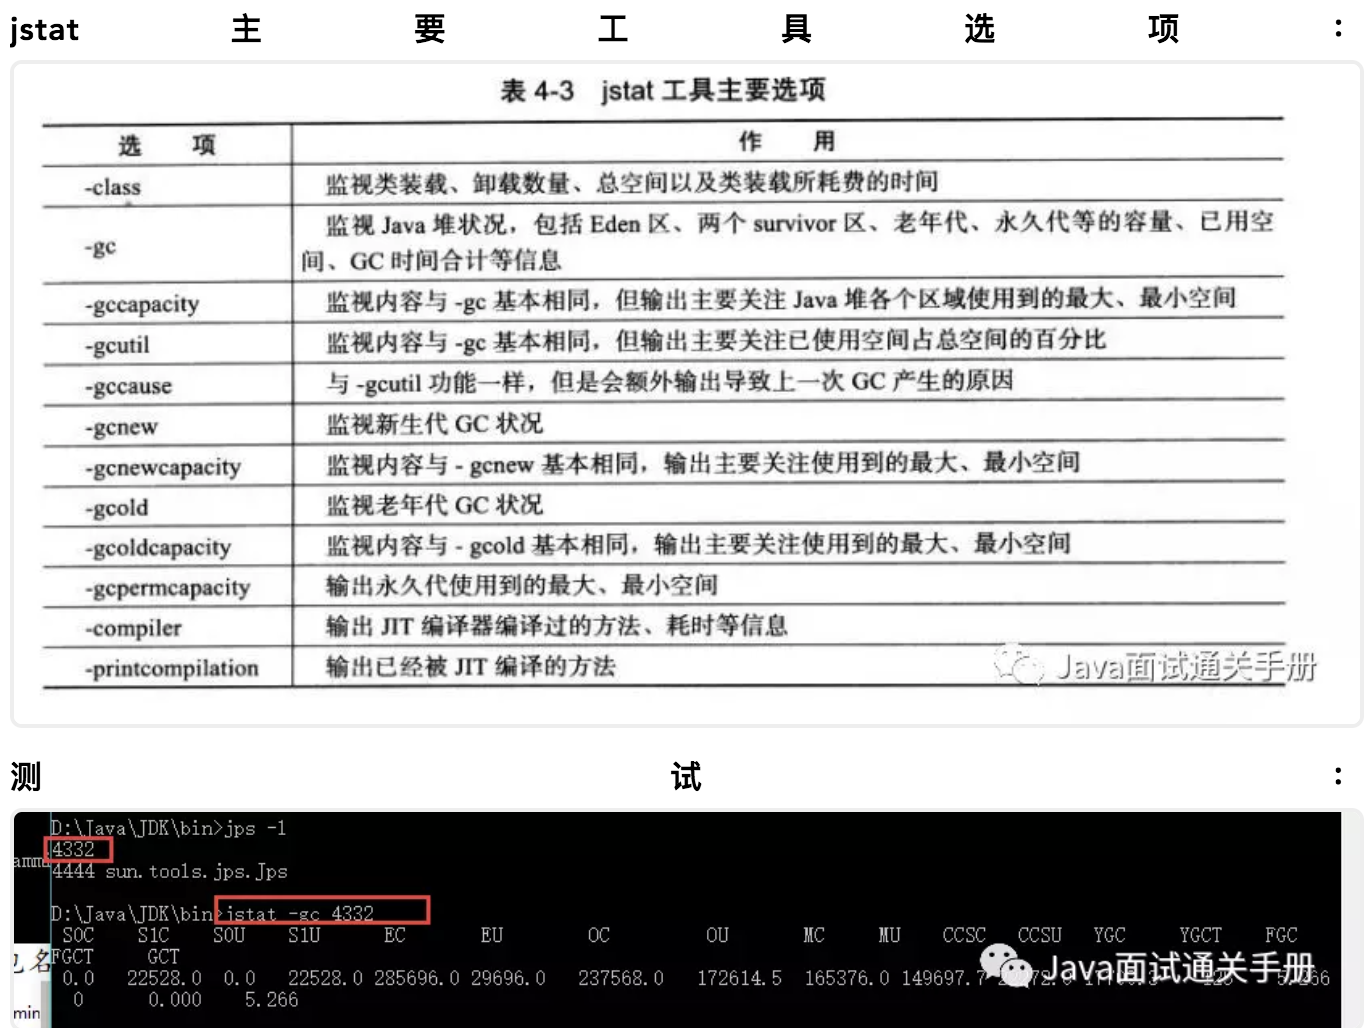 jstat 主 要 工 具 选 项 ：
表 4-3 jstat 工具主要选项
选 项 作 用
-class 监视类装载、卸载数量、总空间以及类装载所耗费的时间
-gc 监视 Java 堆状况，包括 Eden 区、两个 survivor 区、老年代、永久代等的容量、已用空
间、GC 时间合计等信息
-gccapacity 监视内容与 -gc 基本相同，但输出主要关注 Java 堆各个区域使用到的最大、最小空间
-gcutil 监视内容与 -gc 基本相同，但输出主要关注已使用空间占总空间的百分比
-gccause 与 -gcutil 功能一样，但是会额外输出导致上一次 GC 产生的原因
-gcnew 监视新生代 GC 状况
-gcnewcapacity 监视内容与 - gcnew 基本相同，输出主要关注使用到的最大、最小空间
-gcold 监视老年代 GC 状况
-gcoldcapacity 监视内容与 - gcold 基本相同，输出主要关注使用到的最大、最小空间
-gcpermcapacity 输出永久代使用到的最大、最小空间
-compiler 输出 JIT 编译器编译过的方法、耗时等信息
-printcompilation 输出已经被 JIT 编译的方法
Java面试通关手册
测 试 ：
D:\Java\JDK\bin>jps -l
4332
amm
4444 sun.tools.jps.Jps
D:\Java\JDK\bin>jstat -gc 4332
S0C S1C S0U S1U EC EU OC OU MC MU CCSC CCSU YGC YGCT FGC
名
FGCT GCT
0.0 22528.0 0.0 22528.0 285696.0 29696.0 237568.0 172614.5 165376.0 149697.7
Java面试通关手册
0 0.000 5.266
min